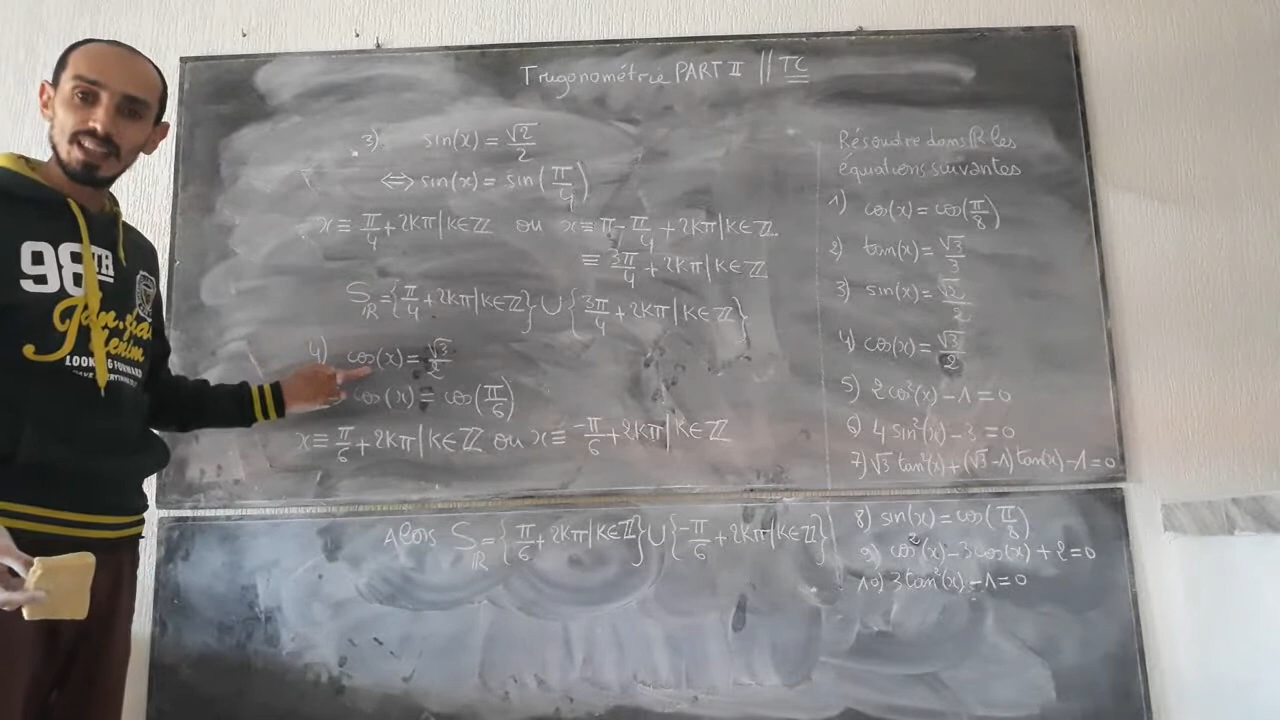 Trigonométrie PART II // TC
3) sin(x) = √2/2
⟺ sin(x) = sin(π/4)
x ≡ π/4 + 2kπ | k∈ℤ ou x ≡ π - π/4 + 2kπ | k∈ℤ.
≡ 3π/4 + 2kπ | k∈ℤ
S_ℝ = {π/4 + 2kπ | k∈ℤ} ∪ {3π/4 + 2kπ | k∈ℤ}
4) cos(x) = √3/2
cos(x) = cos(π/6)
x ≡ π/6 + 2kπ | k∈ℤ ou x ≡ -π/6 + 2kπ | k∈ℤ
Alors S_ℝ = {π/6 + 2kπ | k∈ℤ} ∪ {-π/6 + 2kπ | k∈ℤ}
Résoudre dans ℝ les
équations suivantes
1) cos(x) = cos(π/8)
2) tan(x) = √3/3
3) sin(x) = √2/2
4) cos(x) = √3/2
5) 2cos²(x) - 1 = 0
6) 4 sin²(x) - 3 = 0
7) √3 tan²(x) + (√3 - 1) tan(x) - 1 = 0
8) sin(x) = cos(π/8)
9) cos²(x) - 3cos(x) + 2 = 0
10) 3tan²(x) - 1 = 0
98TH
LOOKING FORWARD